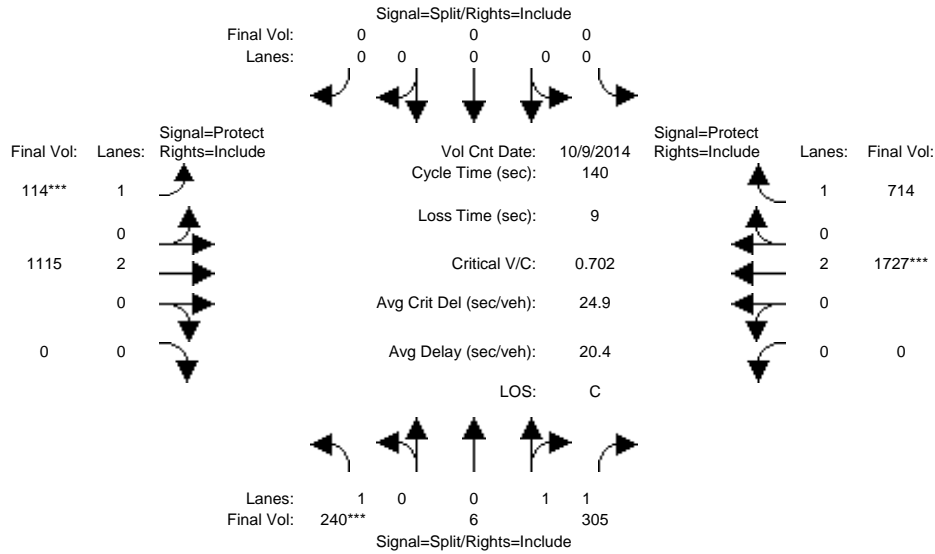 Signal=Split/Rights=Include
Final Vol: 0 0 0
Lanes: 0 0 0 0 0
Signal=Protect Signal=Protect
Final Vol: Lanes: Rights=Include Vol Cnt Date: 10/9/2014 Rights=Include Lanes: Final Vol:
Cycle Time (sec): 140
114*** 1 1 714
Loss Time (sec): 9
0 0
1115 2 Critical V/C: 0.702 2 1727***
0 Avg Crit Del (sec/veh): 24.9 0
0 0 Avg Delay (sec/veh): 20.4 0 0
LOS: C
Lanes: 1 0 0 1 1
Final Vol: 240*** 6 305
Signal=Split/Rights=Include